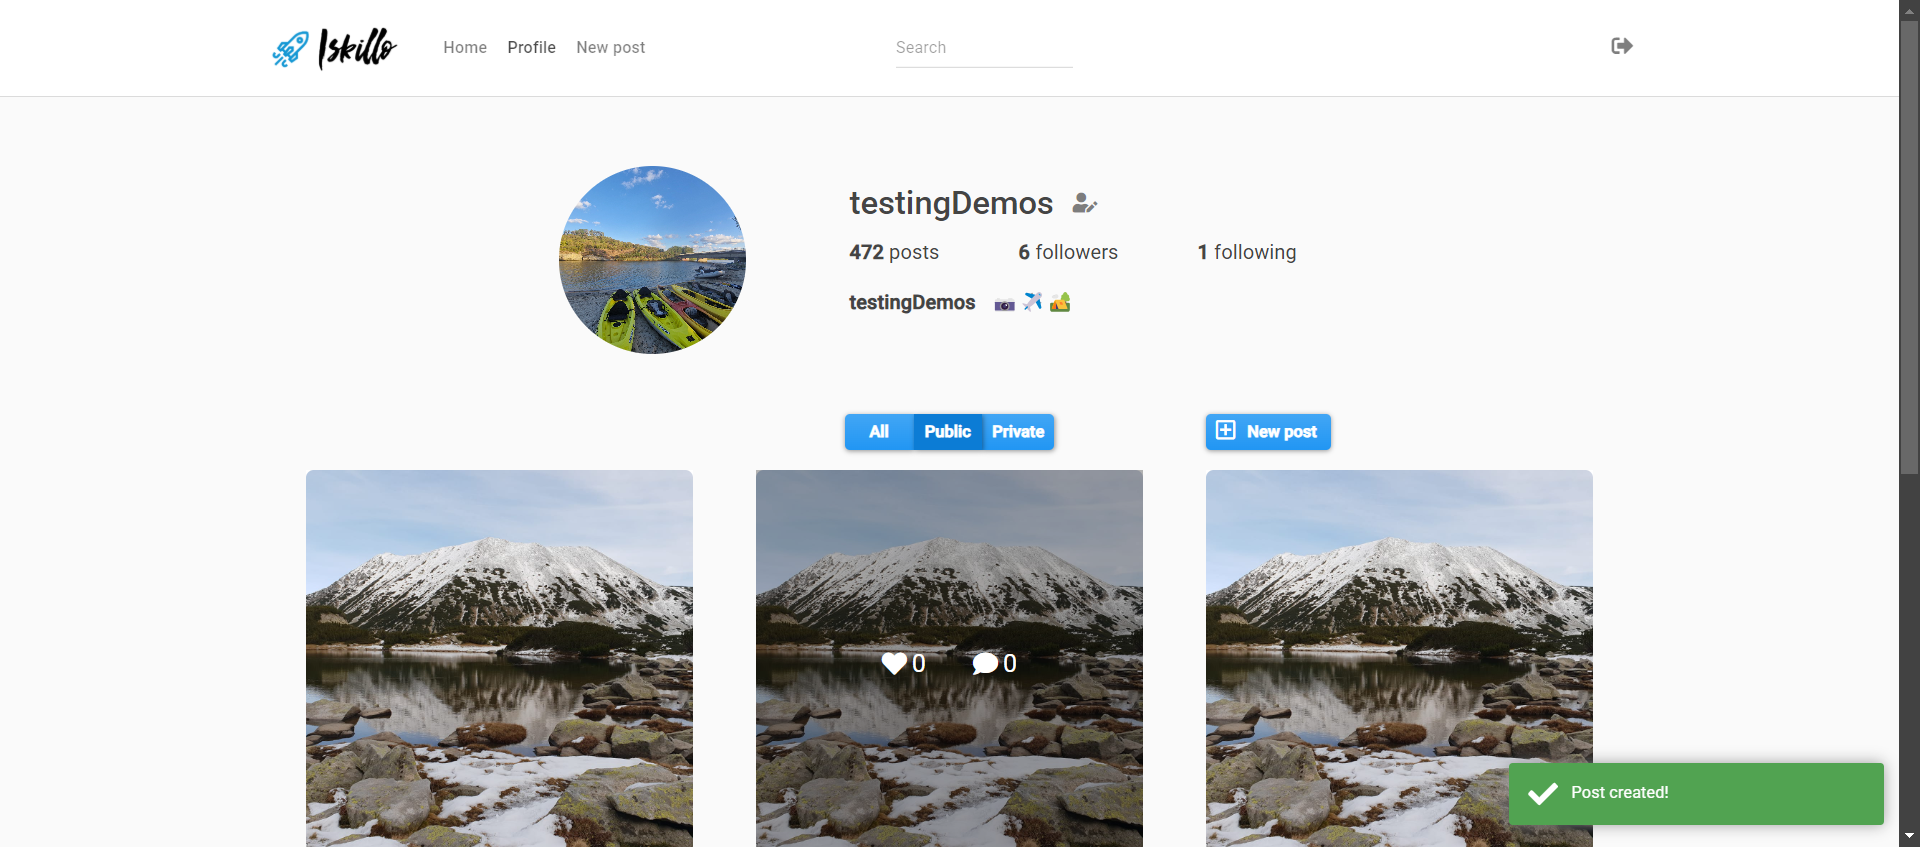 Iskillo
Home Profile New post
Search
testingDemos
472 posts 6 followers 1 following
testingDemos
All Public Private
New post
0 0
Post created!